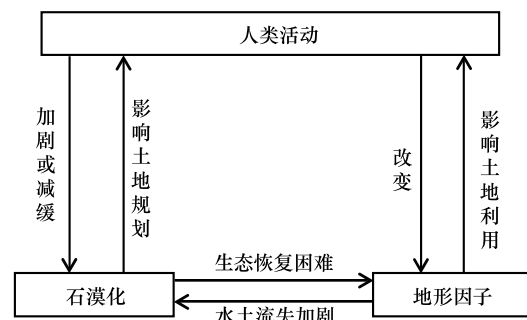 人类活动
加剧或减缓
影响土地规划
改变
影响土地利用
生态恢复困难
石漠化
地形因子
水土流失加剧